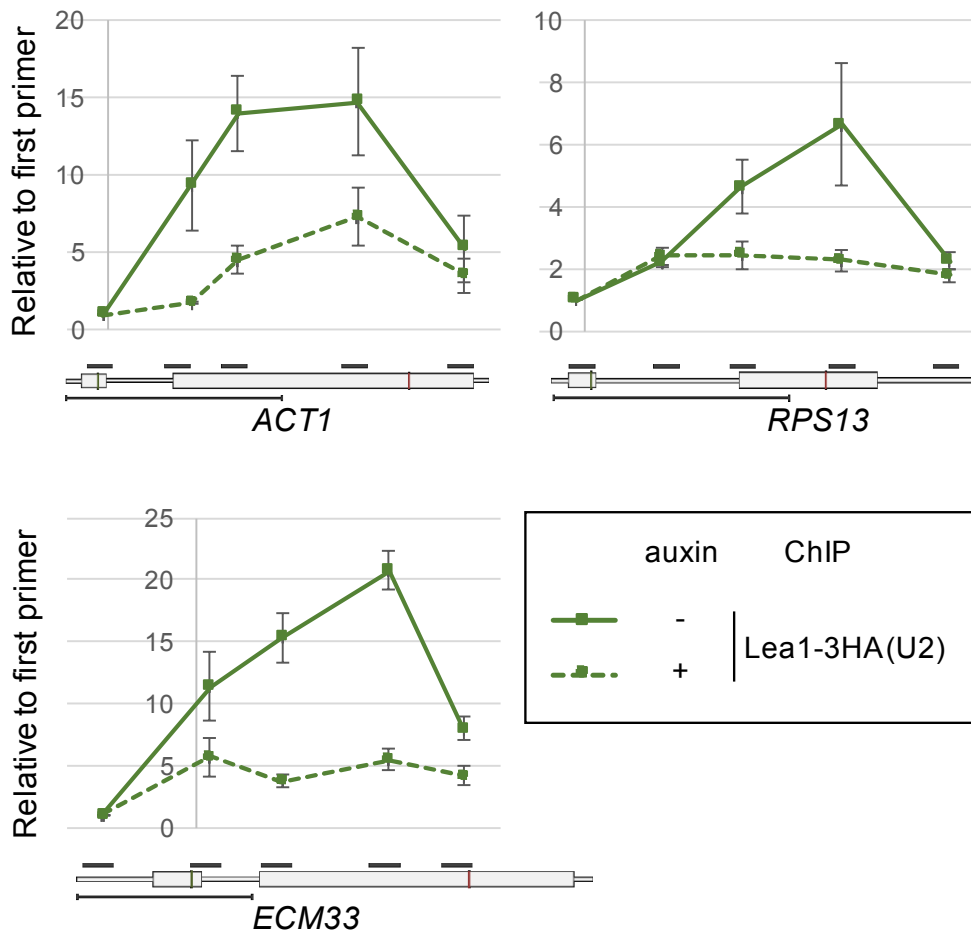 Relative to first primer
20
15
10
5
0
ACT1
10
8
6
4
2
0
RPS13
Relative to first primer
25
20
15
10
5
0
ECM33
auxin ChIP
-
Lea1-3HA(U2)
+